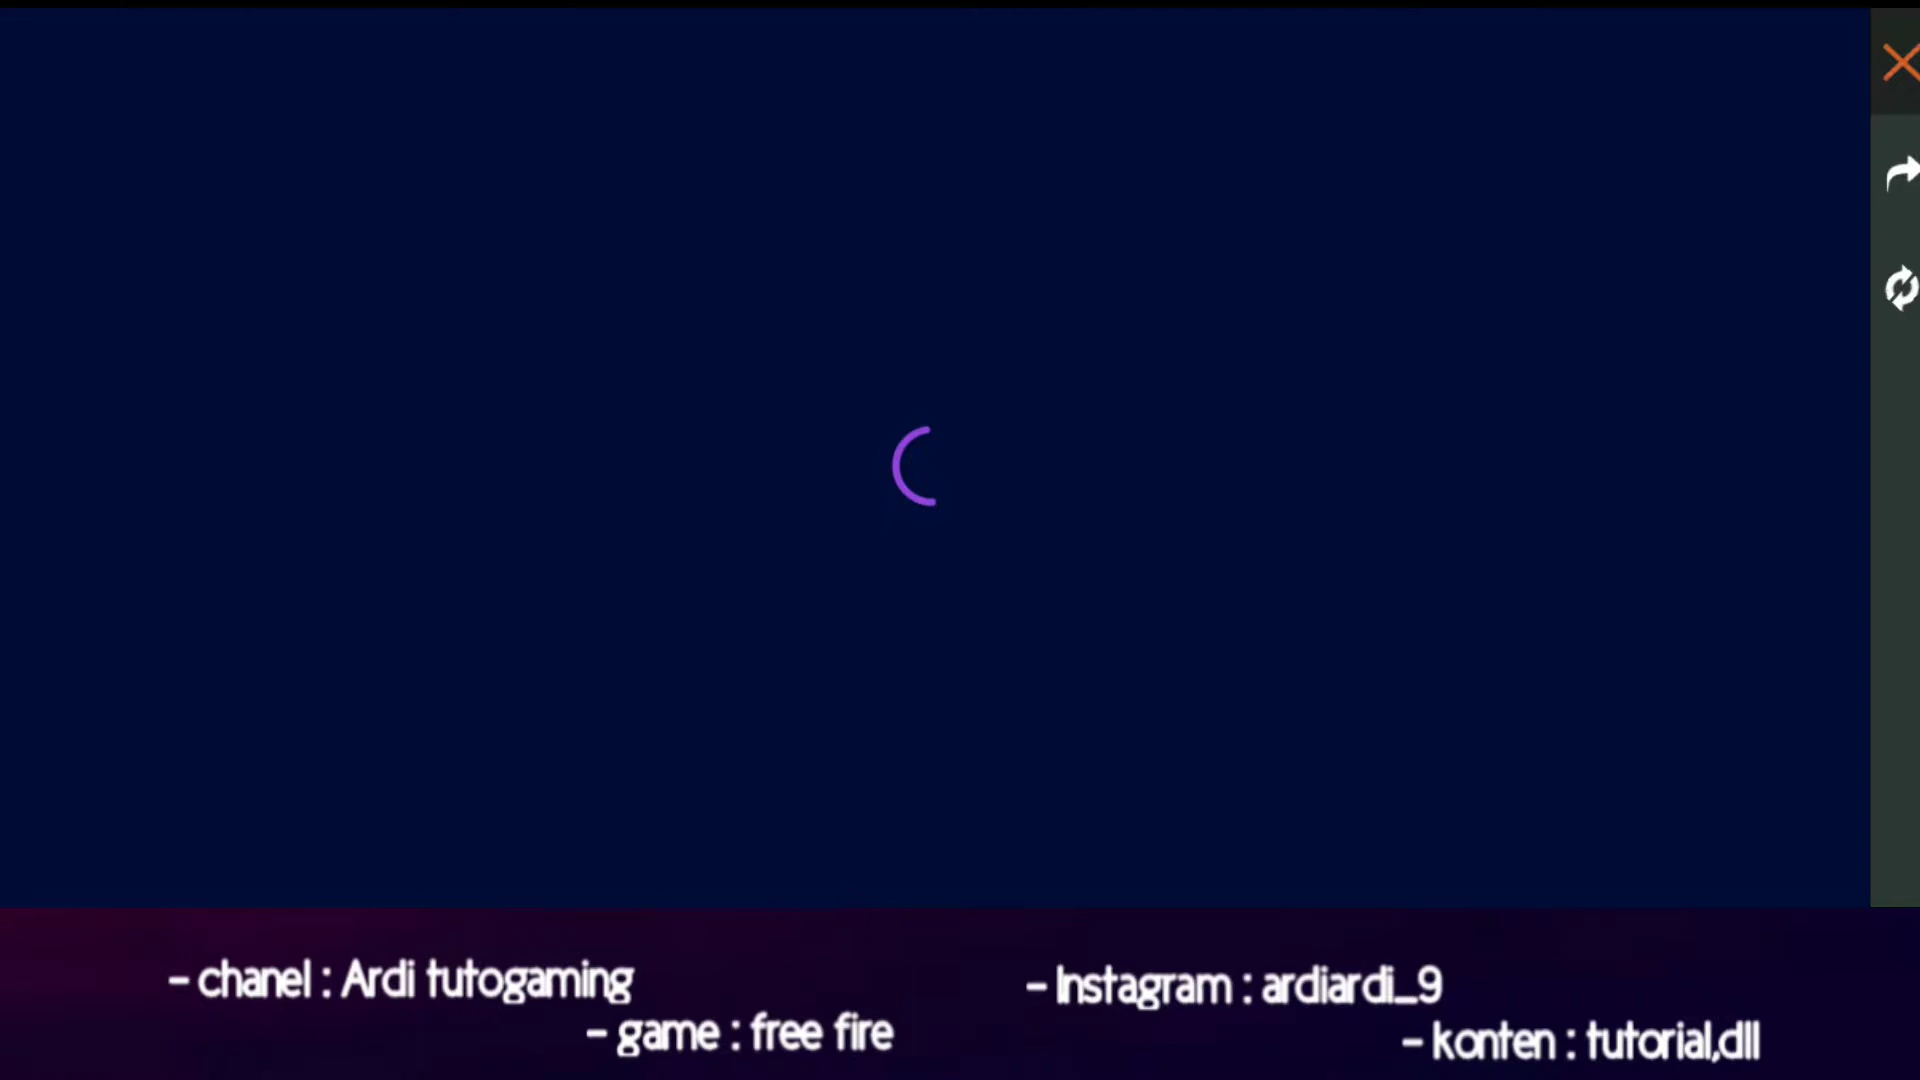 - chanel : Ardi tutogaming
- game : free fire
- Instagram : ardiardi_9
- konten : tutorial,dll